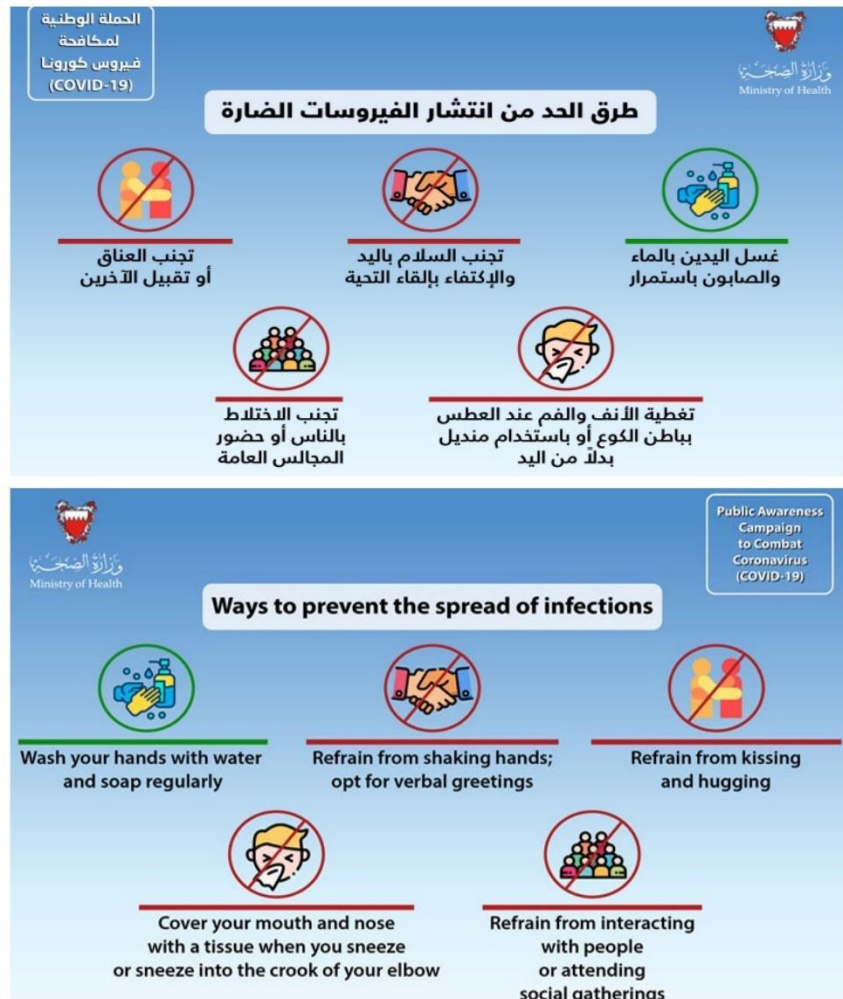 الحملة الوطنية
لمكافحة
فيروس كورونا
(COVID-19)
وزارة الصحة
Ministry of Health
طرق الحد من انتشار الفيروسات الضارة
غسل اليدين بالماء
والصابون باستمرار
تجنب السلام باليد
والإكتفاء بإلقاء التحية
تجنب العناق
أو تقبيل الآخرين
تغطية الأنف والفم عند العطس
بباطن الكوع أو باستخدام منديل
بدلاً من اليد
تجنب الاختلاط
بالناس أو حضور
المجالس العامة
وزارة الصحة
Ministry of Health
Public Awareness
Campaign
to Combat
Coronavirus
(COVID-19)
Ways to prevent the spread of infections
Wash your hands with water
and soap regularly
Refrain from shaking hands;
opt for verbal greetings
Refrain from kissing
and hugging
Cover your mouth and nose
with a tissue when you sneeze
or sneeze into the crook of your elbow
Refrain from interacting
with people
or attending
social gatherings